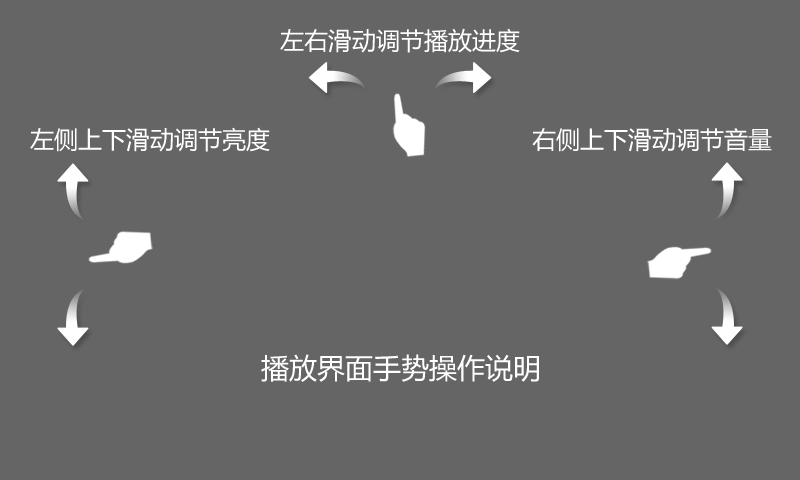 左右滑动调节播放进度
左侧上下滑动调节亮度
右侧上下滑动调节音量
播放界面手势操作说明